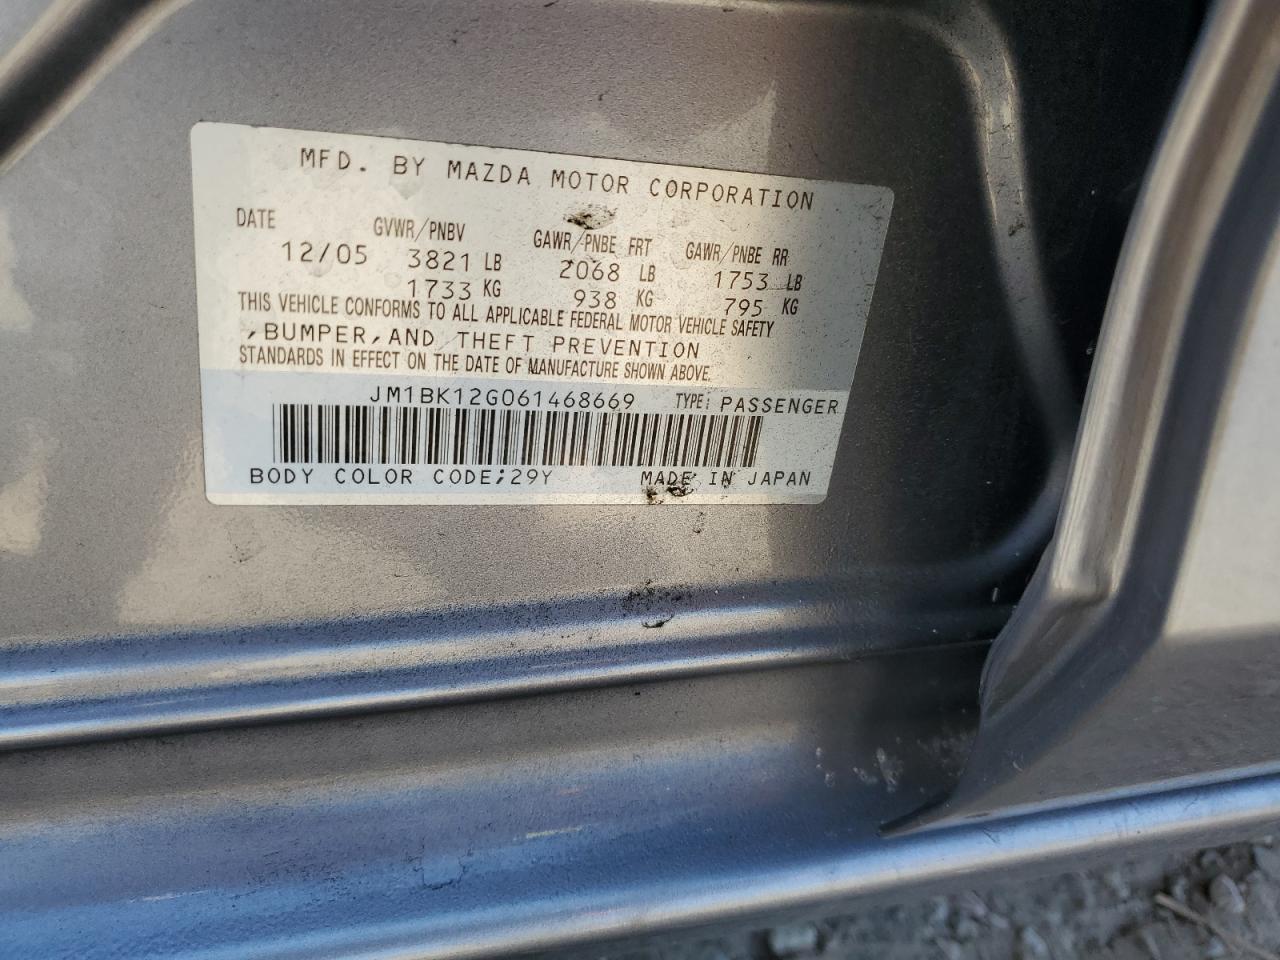 MFD. BY MAZDA MOTOR CORPORATION
DATE GVWR/PNBV GAWR/PNBE FRT GAWR/PNBE RR
12/05 3821 LB 2068 LB 1753 LB
1733 KG 938 KG 795 KG
THIS VEHICLE CONFORMS TO ALL APPLICABLE FEDERAL MOTOR VEHICLE SAFETY
,BUMPER,AND THEFT PREVENTION
STANDARDS IN EFFECT ON THE DATE OF MANUFACTURE SHOWN ABOVE.
JM1BK12G061468669 TYPE: PASSENGER
BODY COLOR CODE;29Y MADE IN JAPAN